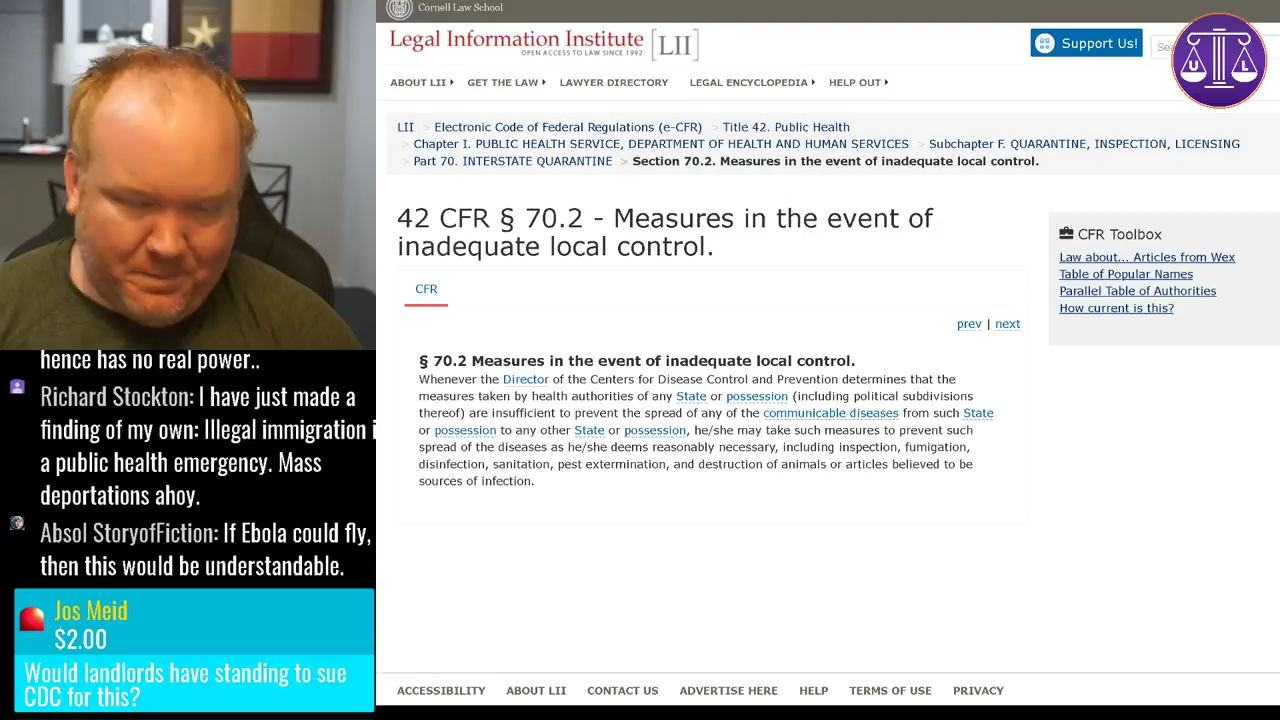 Cornell Law School
Legal Information Institute [LII]
OPEN ACCESS TO LAW SINCE 1992
Support Us!
Sea
U L
ABOUT LII
GET THE LAW
LAWYER DIRECTORY
LEGAL ENCYCLOPEDIA
HELP OUT
LII > Electronic Code of Federal Regulations (e-CFR) > Title 42. Public Health
> Chapter I. PUBLIC HEALTH SERVICE, DEPARTMENT OF HEALTH AND HUMAN SERVICES > Subchapter F. QUARANTINE, INSPECTION, LICENSING
> Part 70. INTERSTATE QUARANTINE > Section 70.2. Measures in the event of inadequate local control.
42 CFR § 70.2 - Measures in the event of
inadequate local control.
CFR
prev | next
§ 70.2 Measures in the event of inadequate local control.
Whenever the Director of the Centers for Disease Control and Prevention determines that the
measures taken by health authorities of any State or possession (including political subdivisions
thereof) are insufficient to prevent the spread of any of the communicable diseases from such State
or possession to any other State or possession, he/she may take such measures to prevent such
spread of the diseases as he/she deems reasonably necessary, including inspection, fumigation,
disinfection, sanitation, pest extermination, and destruction of animals or articles believed to be
sources of infection.
CFR Toolbox
Law about... Articles from Wex
Table of Popular Names
Parallel Table of Authorities
How current is this?
hence has no real power..
Richard Stockton: I have just made a
finding of my own: Illegal immigration i
a public health emergency. Mass
deportations ahoy.
Absol StoryofFiction: If Ebola could fly,
then this would be understandable.
Jos Meid
$2.00
Would landlords have standing to sue
CDC for this?
ACCESSIBILITY
ABOUT LII
CONTACT US
ADVERTISE HERE
HELP
TERMS OF USE
PRIVACY